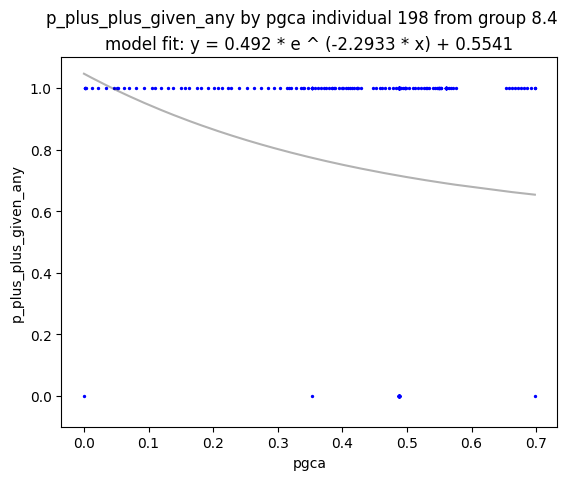 p_plus_plus_given_any by pgca individual 198 from group 8.4
model fit: y = 0.492 * e ^ (-2.2933 * x) + 0.5541
1.0
0.8
0.6
0.4
0.2
0.0
p_plus_plus_given_any
0.0 0.1 0.2 0.3 0.4 0.5 0.6 0.7
pgca